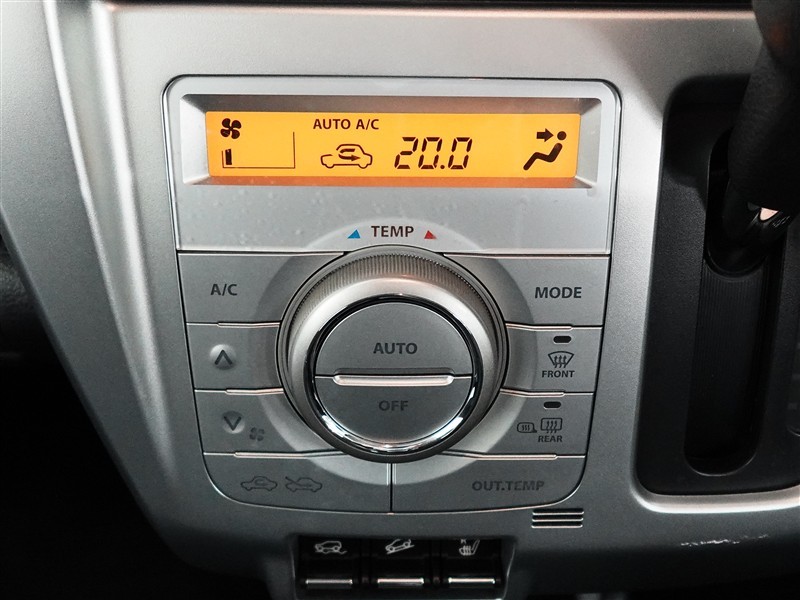 AUTO A/C
20.0
TEMP
A/C
MODE
AUTO
FRONT
OFF
REAR
OUT.TEMP